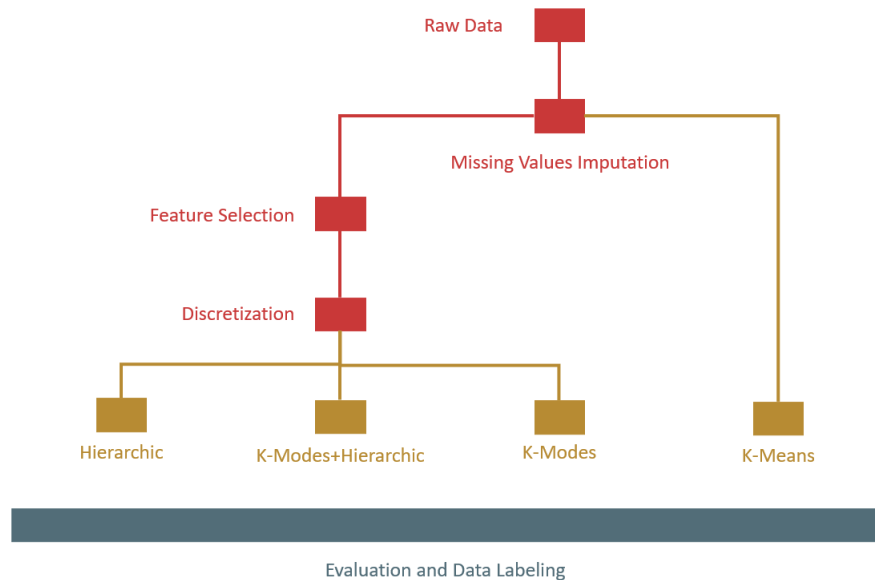 Raw Data
Missing Values Imputation
Feature Selection
Discretization
Hierarchic
K-Modes+Hierarchic
K-Modes
K-Means
Evaluation and Data Labeling